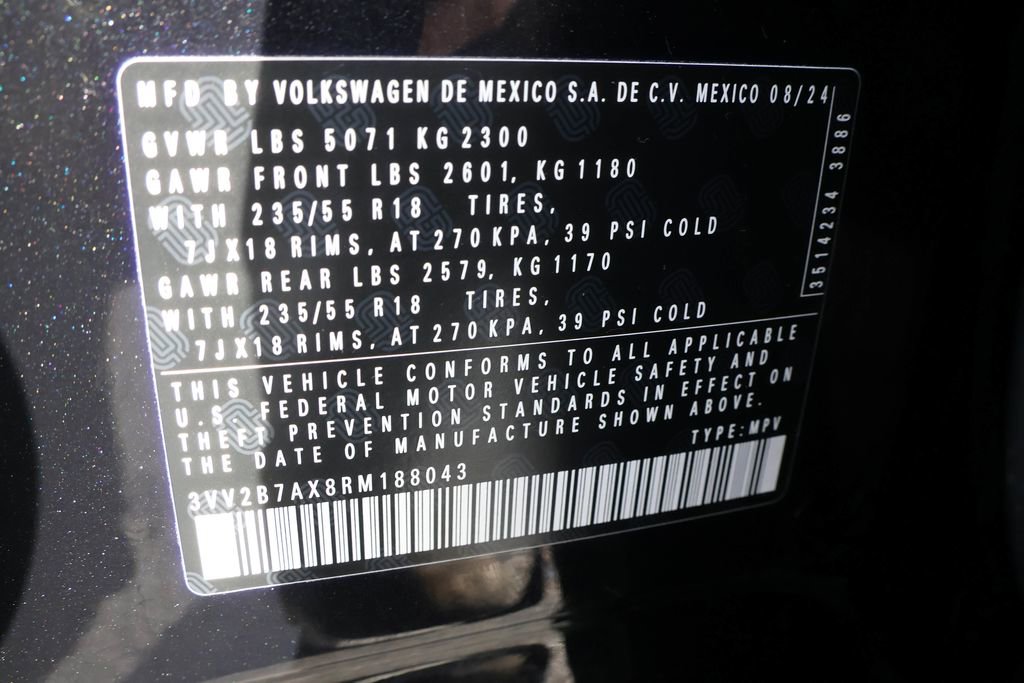 MFD BY VOLKSWAGEN DE MEXICO S.A. DE C.V. MEXICO 08/24
GVWR LBS 5071 KG 2300
GAWR FRONT LBS 2601, KG 1180
WITH 235/55 R18 TIRES,
7JX18 RIMS, AT 270 KPA, 39 PSI COLD
GAWR REAR LBS 2579, KG 1170
WITH 235/55 R18 TIRES,
7JX18 RIMS, AT 270 KPA, 39 PSI COLD
3514234 3886
THIS VEHICLE CONFORMS TO ALL APPLICABLE
U.S. FEDERAL MOTOR VEHICLE SAFETY AND
THEFT PREVENTION STANDARDS IN EFFECT ON
THE DATE OF MANUFACTURE SHOWN ABOVE.
TYPE: MPV
3VV2B7AX8RM188043